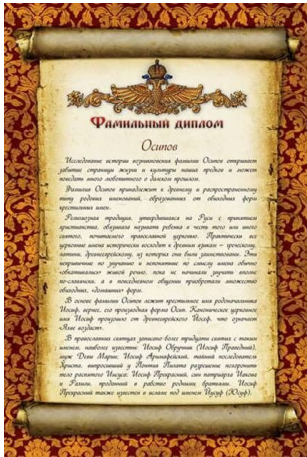 Фамильный диплом
Осипов
Исследование истории возникновения фамилии Осипов открывает
забытые страницы жизни и культуры наших предков и может
поведать много любопытного о далеком прошлом.
Фамилия Осипов принадлежит к древнему и распространенному
типу родовых именований, образованных от обиходных форм
крестильных имен.
Религиозная традиция, утвердившаяся на Руси с принятием
христианства, обязывала называть ребенка в честь того или иного
святого, почитаемого православной церковью. Практически все
церковные имена исторически восходят к древним языкам – греческому,
латыни, древнееврейскому, из которых они были заимствованы. Эти
непривычные по звучанию и непонятные по смыслу имена обычно
«обкатывались» живой речью, пока не начинали звучать вполне
по-славянски, а в повседневном общении приобретали множество
обиходных, «домашних» форм.
В основе фамилии Осипов лежит крестильное имя родоначальника
Иосиф, вернее, его производная форма Осип. Каноническое церковное
имя Иосиф произошло от древнееврейского Йосеф, что означает
«Яхве воздаст».
В православных святцах записано более тридцати святых с таким
именем, наиболее известны: Иосиф Обручник (Иосиф Праведный),
муж Девы Марии; Иосиф Аримафейский, тайный последователь
Христа, выпросивший у Понтия Пилата разрешение похоронить
тело распятого Иисуса; Иосиф Прекрасный, сын патриарха Иакова
и Рахили, проданный в рабство родными братьями. Иосиф
Прекрасный также известен в исламе под именем Йусуф (Юсуф).